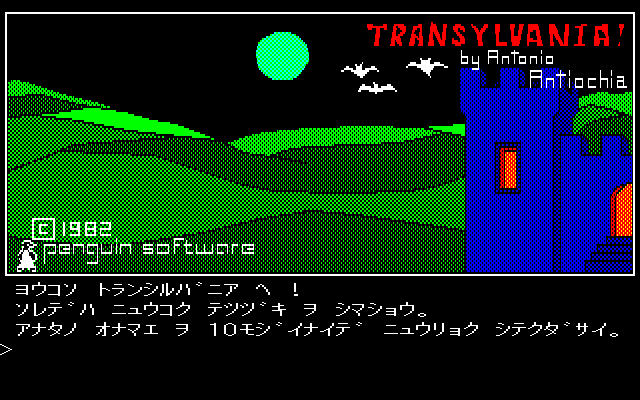 TRANSYLVANIA!
by Antonio
Antiochia
©1982
penguin software
ヨウコソ トランシルバニア ヘ !
ソレデハ ニュウコク テツヅキ ヲ シマショウ。
アナタノ オナマエ ヲ 10モジイナイデ ニュウリョク シテクダサイ。
>